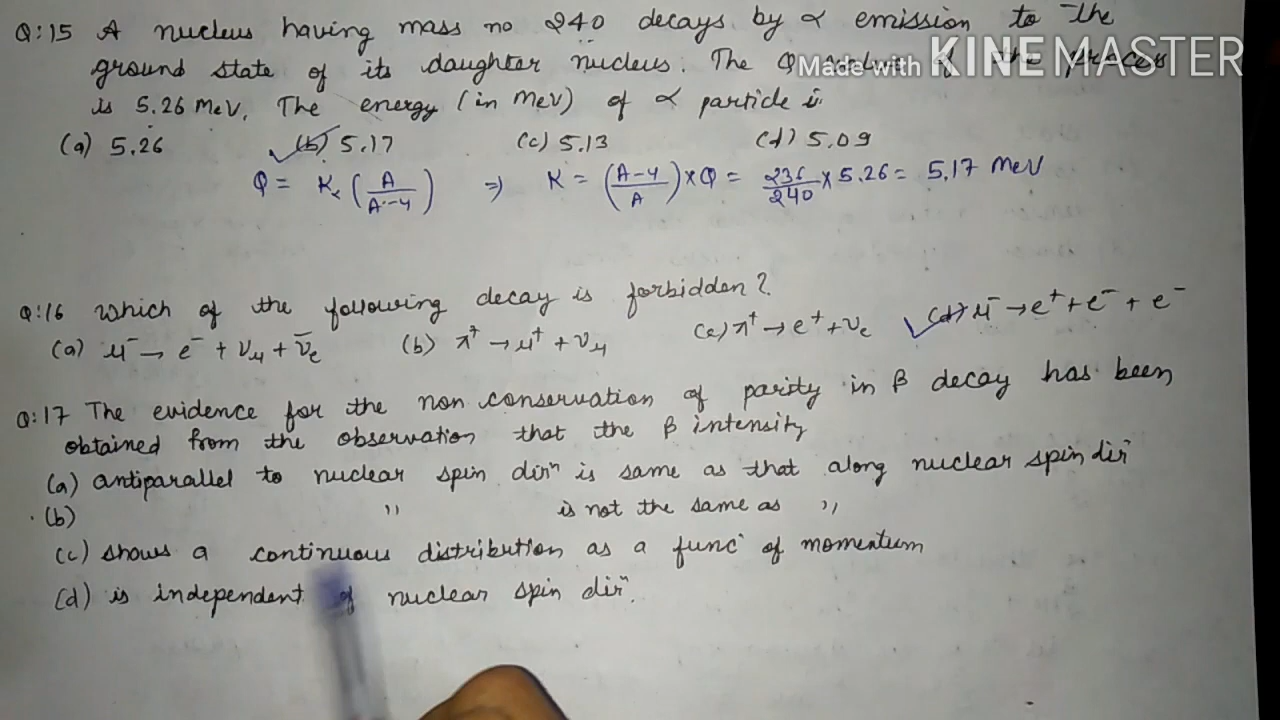 Made with KINEMASTER
Q:15 A nucleus having mass no 240 decays by α emission to the
ground state of its daughter nucleus. The Q of the process
is 5.26 MeV. The energy (in MeV) of α particle is
(a) 5.26 (b) 5.17 (c) 5.13 (d) 5.09
Q = Kα (A/A-4) ⇒ K = (A-4/A) × Q = 236/240 × 5.26 = 5.17 MeV
Q:16 which of the following decay is forbidden?
(a) μ⁻ → e⁻ + νμ + ν̅e (b) π⁺ → μ⁺ + νμ (c) π⁺ → e⁺ + νe (d) μ⁻ → e⁺ + e⁻ + e⁻
Q:17 The evidence for the non conservation of parity in β decay has been
obtained from the observation that the β intensity
(a) antiparallel to nuclear spin dirⁿ is same as that along nuclear spin dirⁿ
(b) " is not the same as "
(c) shows a continuous distribution as a funcⁿ of momentum
(d) is independent of nuclear spin dirⁿ.